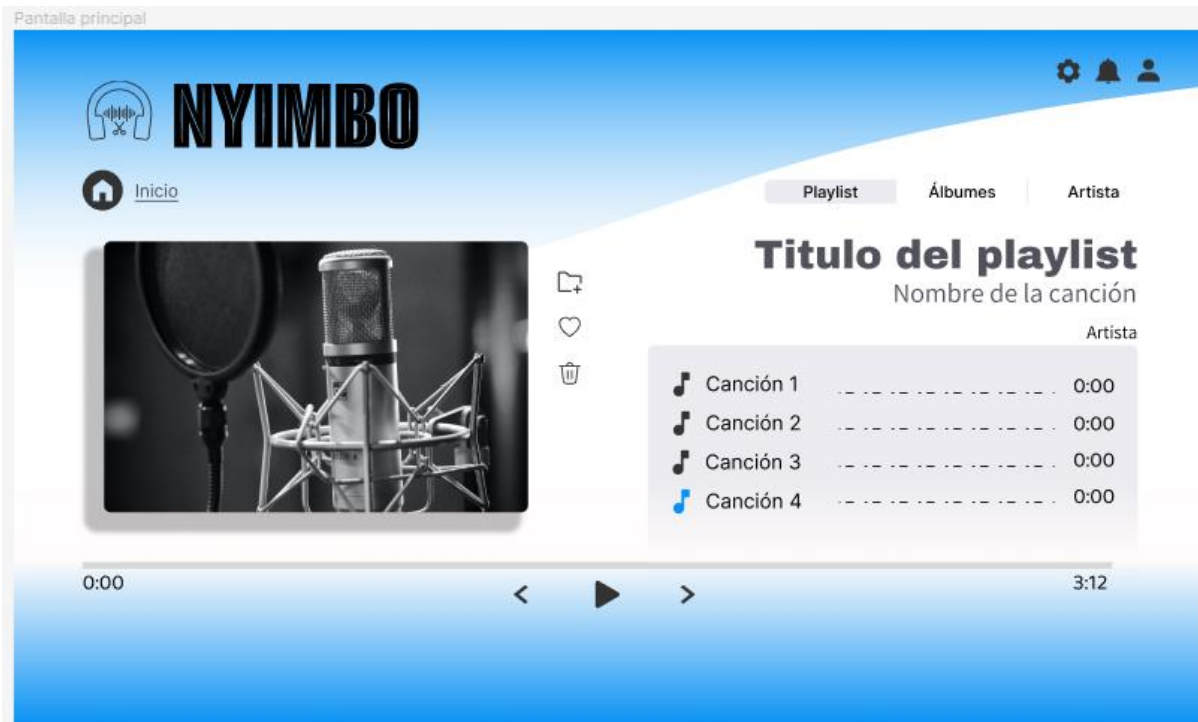 Pantalla principal
NYIMBO
Inicio
Playlist Álbumes Artista
Titulo del playlist
Nombre de la canción
Artista
Canción 1 0:00
Canción 2 0:00
Canción 3 0:00
Canción 4 0:00
0:00 3:12